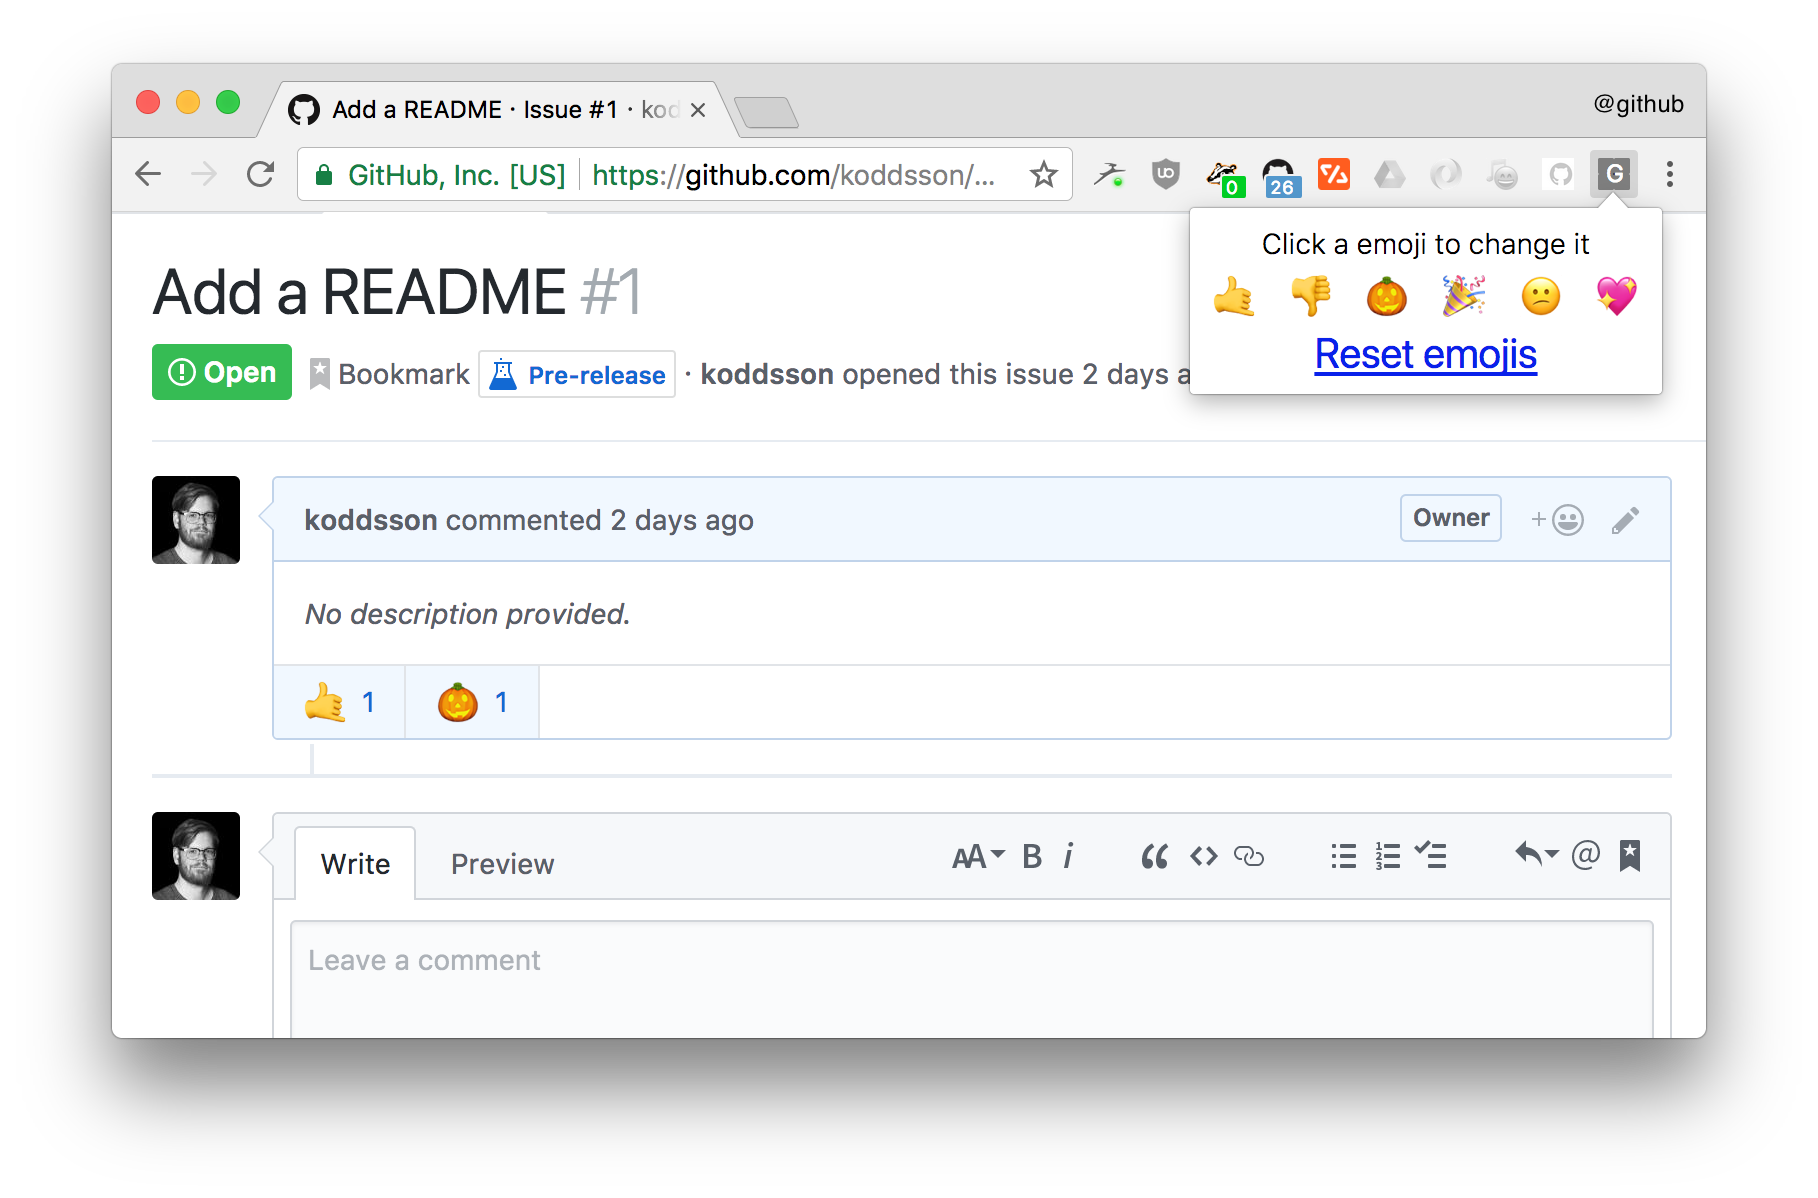 Add a README · Issue #1 · kod
@github
GitHub, Inc. [US] https://github.com/koddsson/...
uo
0
26
G
Click a emoji to change it
Reset emojis
Add a README #1
Open Bookmark Pre-release · koddsson opened this issue 2 days a
koddsson commented 2 days ago
Owner
No description provided.
1 1
Write Preview
AA B i
@
Leave a comment